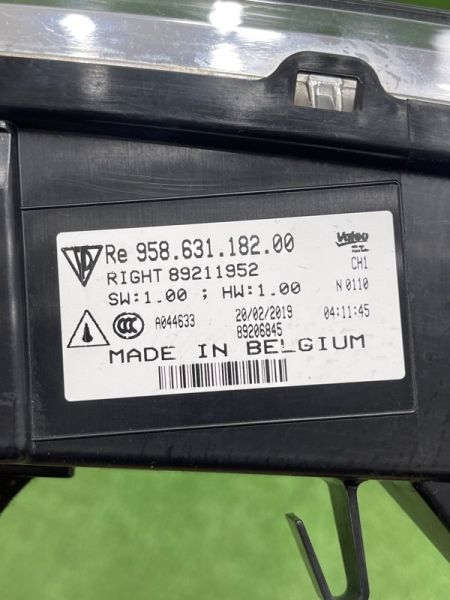 Re 958.631.182.00
Valeo
RIGHT 89211952
CH1
SW:1.00 ; HW:1.00
N 0110
CCC
A044633
20/02/2019
04:11:45
89206845
MADE IN BELGIUM